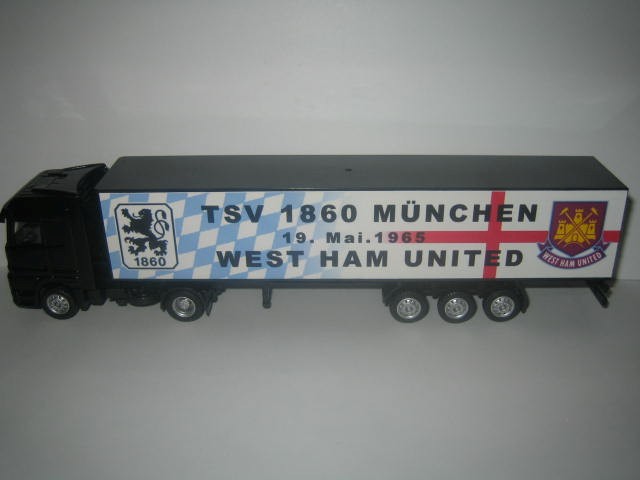 TSV 1860 MÜNCHEN
19. Mai.1965
WEST HAM UNITED
1860
WEST HAM UNITED